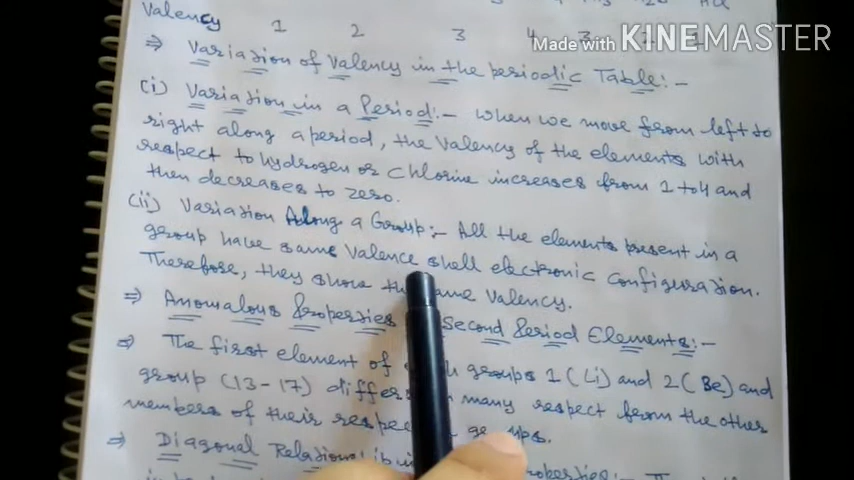 Valency 1 2 3 4 3
Made with KINEMASTER
⇒ Variation of Valency in the periodic Table:-
(i) Variation in a Period:- When we move from left to
right along a period, the valency of the elements with
respect to hydrogen or chlorine increases from 1 to 4 and
then decreases to zero.
(ii) Variation Along a Group:- All the elements present in a
group have same valence shell electronic configuration.
Therefore, they show the same valency.
⇒ Anomalous Properties Second Period Elements:-
⇒ The first element of groups 1 (Li) and 2 (Be) and
group (13-17) differs many respect from the other
members of their groups.
⇒ Diagonal